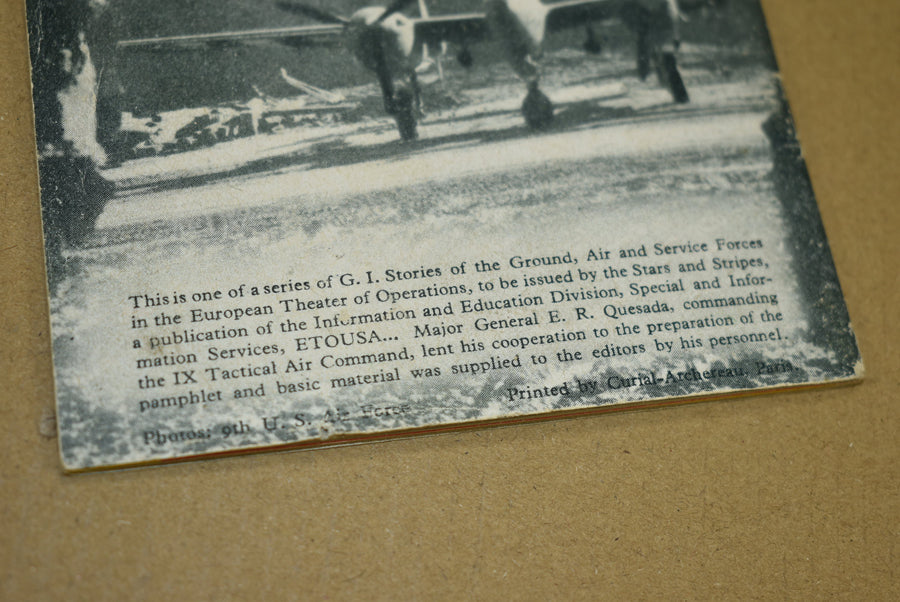 This is one of a series of G. I. Stories of the Ground, Air and Service Forces
in the European Theater of Operations, to be issued by the Stars and Stripes,
a publication of the Information and Education Division, Special and Infor-
mation Services, ETOUSA... Major General E. R. Quesada, commanding
the IX Tactical Air Command, lent his cooperation to the preparation of the
pamphlet and basic material was supplied to the editors by his personnel.
Photos: 9th U. S. Air Force
Printed by Curial-Archereau, Paris.